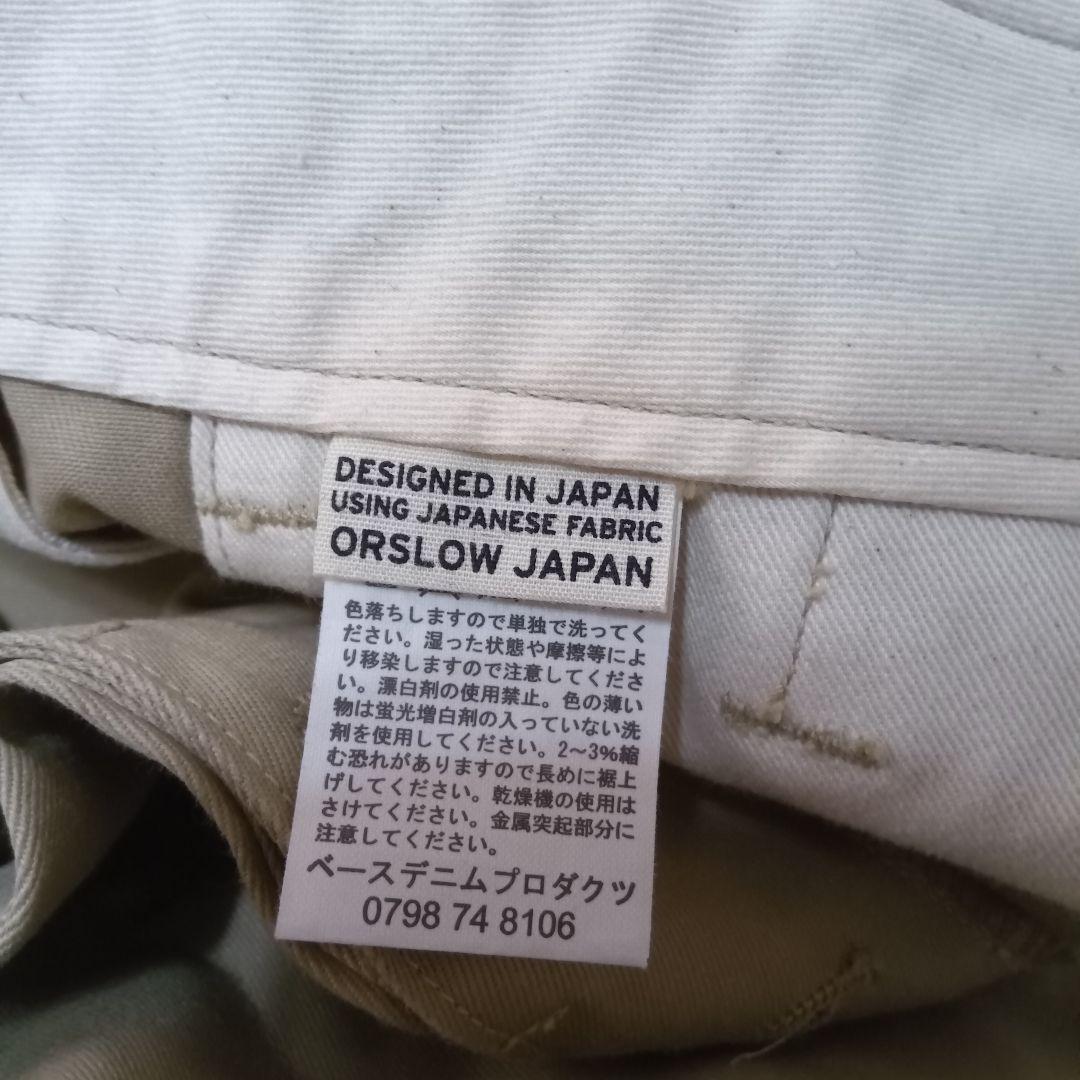 DESIGNED IN JAPAN
USING JAPANESE FABRIC
ORSLOW JAPAN
色落ちしますので単独で洗ってく
ださい。湿った状態や摩擦等によ
り移染しますので注意してくださ
い。漂白剤の使用禁止。色の薄い
物は蛍光増白剤の入っていない洗
剤を使用してください。2～3%縮
む恐れがありますので長めに裾上
げしてください。乾燥機の使用は
さけてください。金属突起部分に
注意してください。
ベースデニムプロダクツ
0798 74 8106